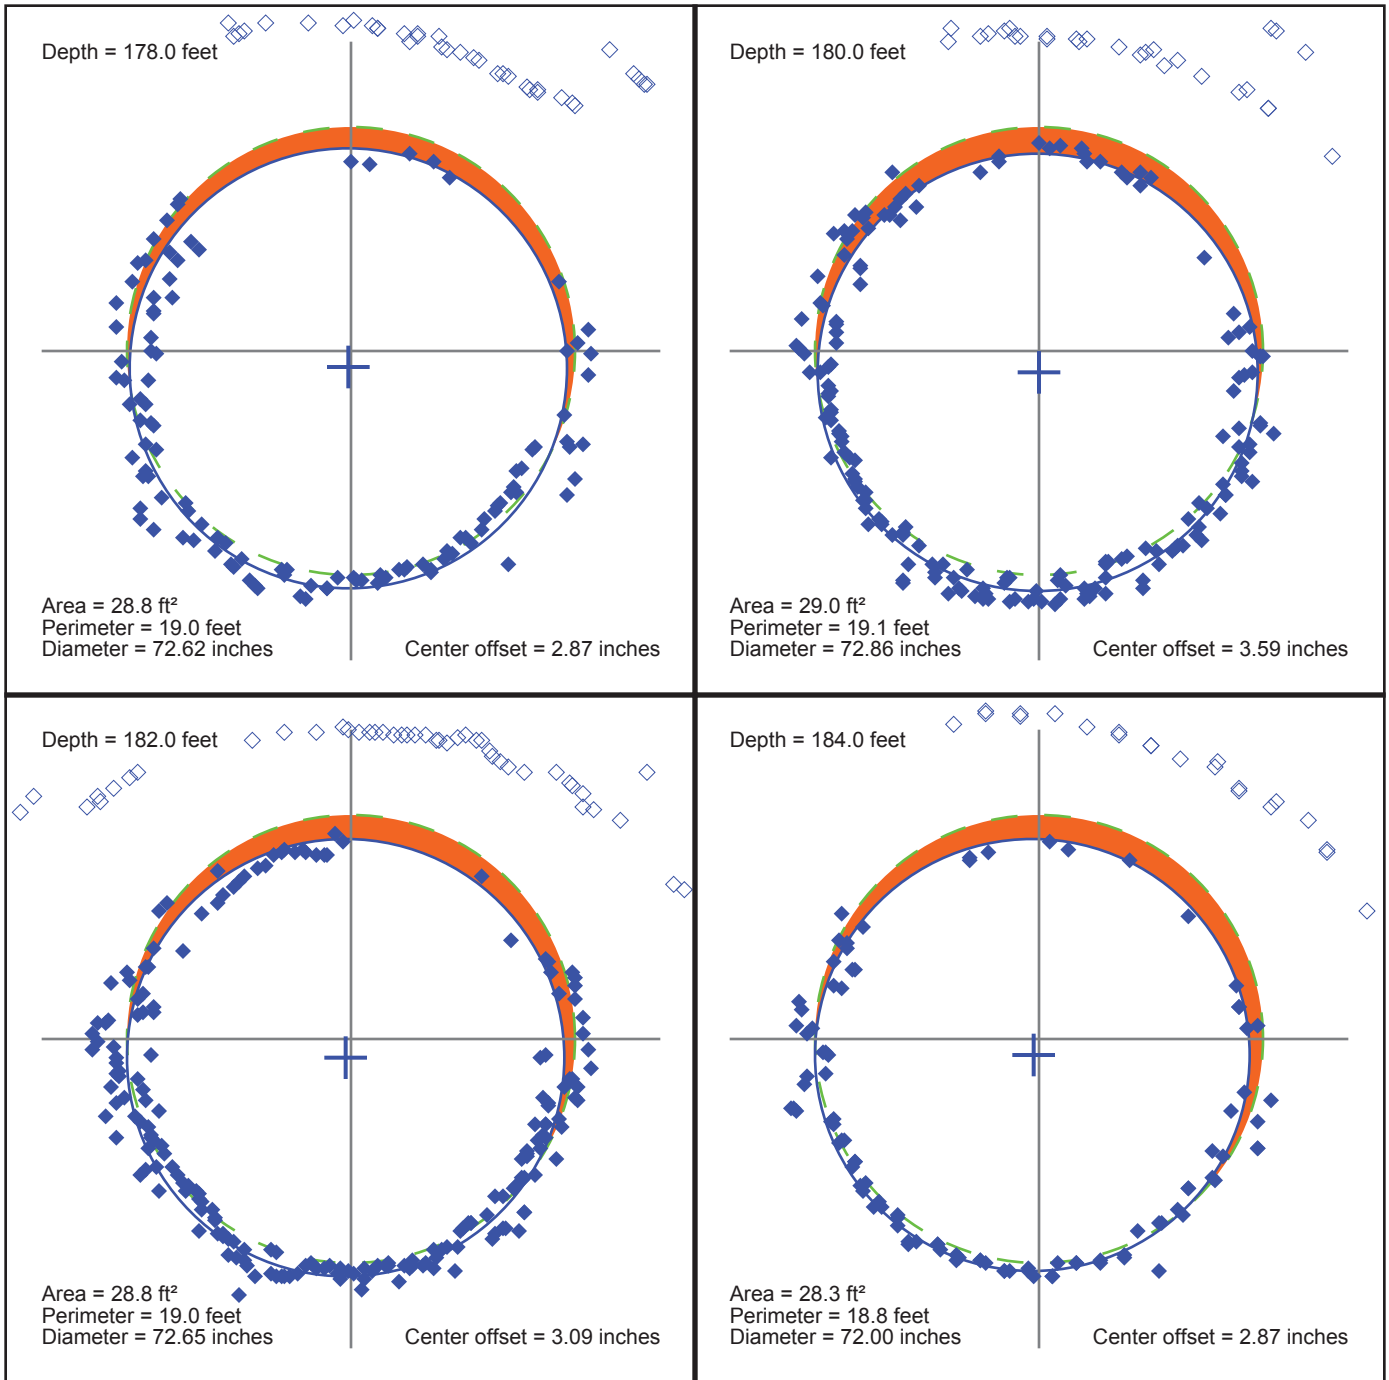 Depth = 178.0 feet
Area = 28.8 ft²
Perimeter = 19.0 feet
Diameter = 72.62 inches
Center offset = 2.87 inches
Depth = 180.0 feet
Area = 29.0 ft²
Perimeter = 19.1 feet
Diameter = 72.86 inches
Center offset = 3.59 inches
Depth = 182.0 feet
Area = 28.8 ft²
Perimeter = 19.0 feet
Diameter = 72.65 inches
Center offset = 3.09 inches
Depth = 184.0 feet
Area = 28.3 ft²
Perimeter = 18.8 feet
Diameter = 72.00 inches
Center offset = 2.87 inches